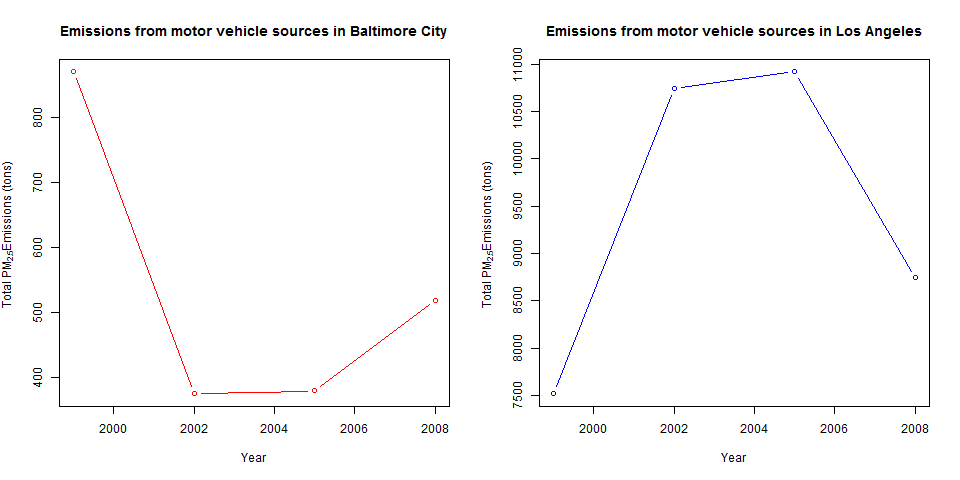 Emissions from motor vehicle sources in Baltimore City
Total PM2.5Emissions (tons)
800
700
600
500
400
2000 2002 2004 2006 2008
Year
Emissions from motor vehicle sources in Los Angeles
Total PM2.5Emissions (tons)
11000
10500
10000
9500
9000
8500
8000
7500
2000 2002 2004 2006 2008
Year